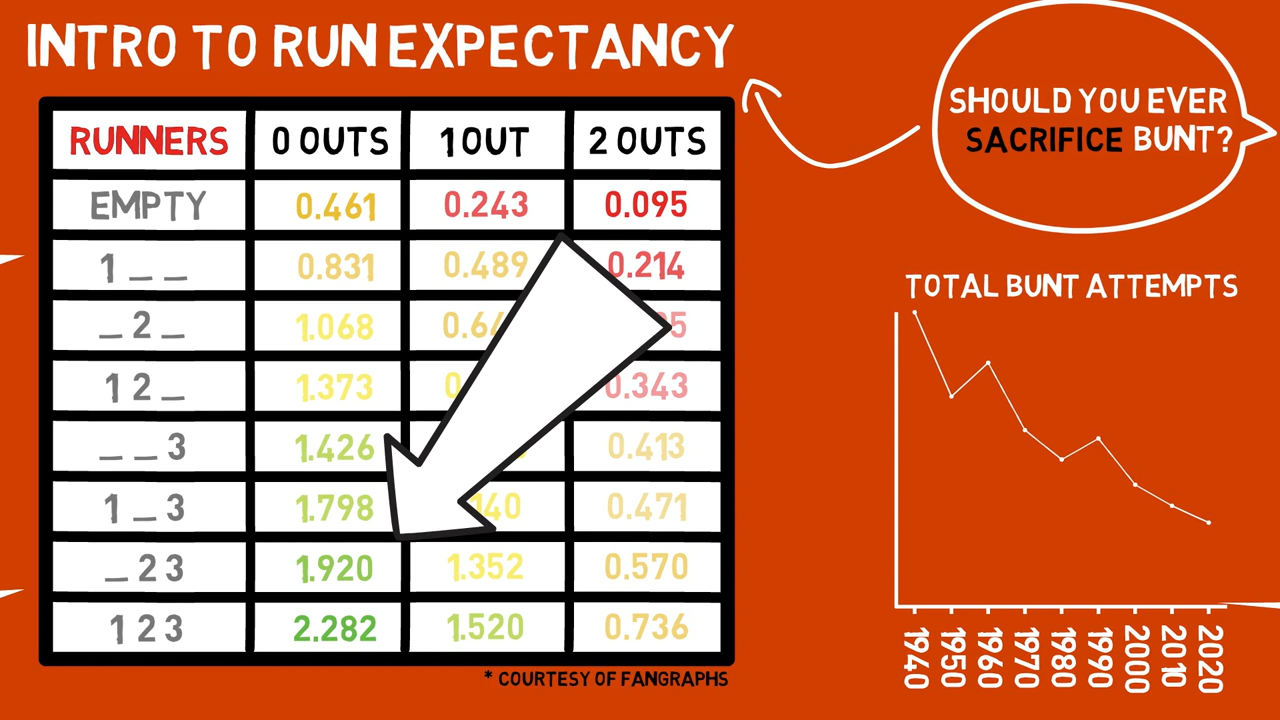 INTRO TO RUN EXPECTANCY
SHOULD YOU EVER
SACRIFICE BUNT?
RUNNERS 0 OUTS 1 OUT 2 OUTS
EMPTY 0.461 0.243 0.095
1 _ _ 0.831 0.489 0.214
_ 2 _ 1.068
1 2 _ 1.373 0.343
_ _ 3 1.426 0.413
1 _ 3 1.798 0.471
_ 2 3 1.920 1.352 0.570
1 2 3 2.282 1.520 0.736
* COURTESY OF FANGRAPHS
TOTAL BUNT ATTEMPTS
1940 1950 1960 1970 1980 1990 2000 2010 2020